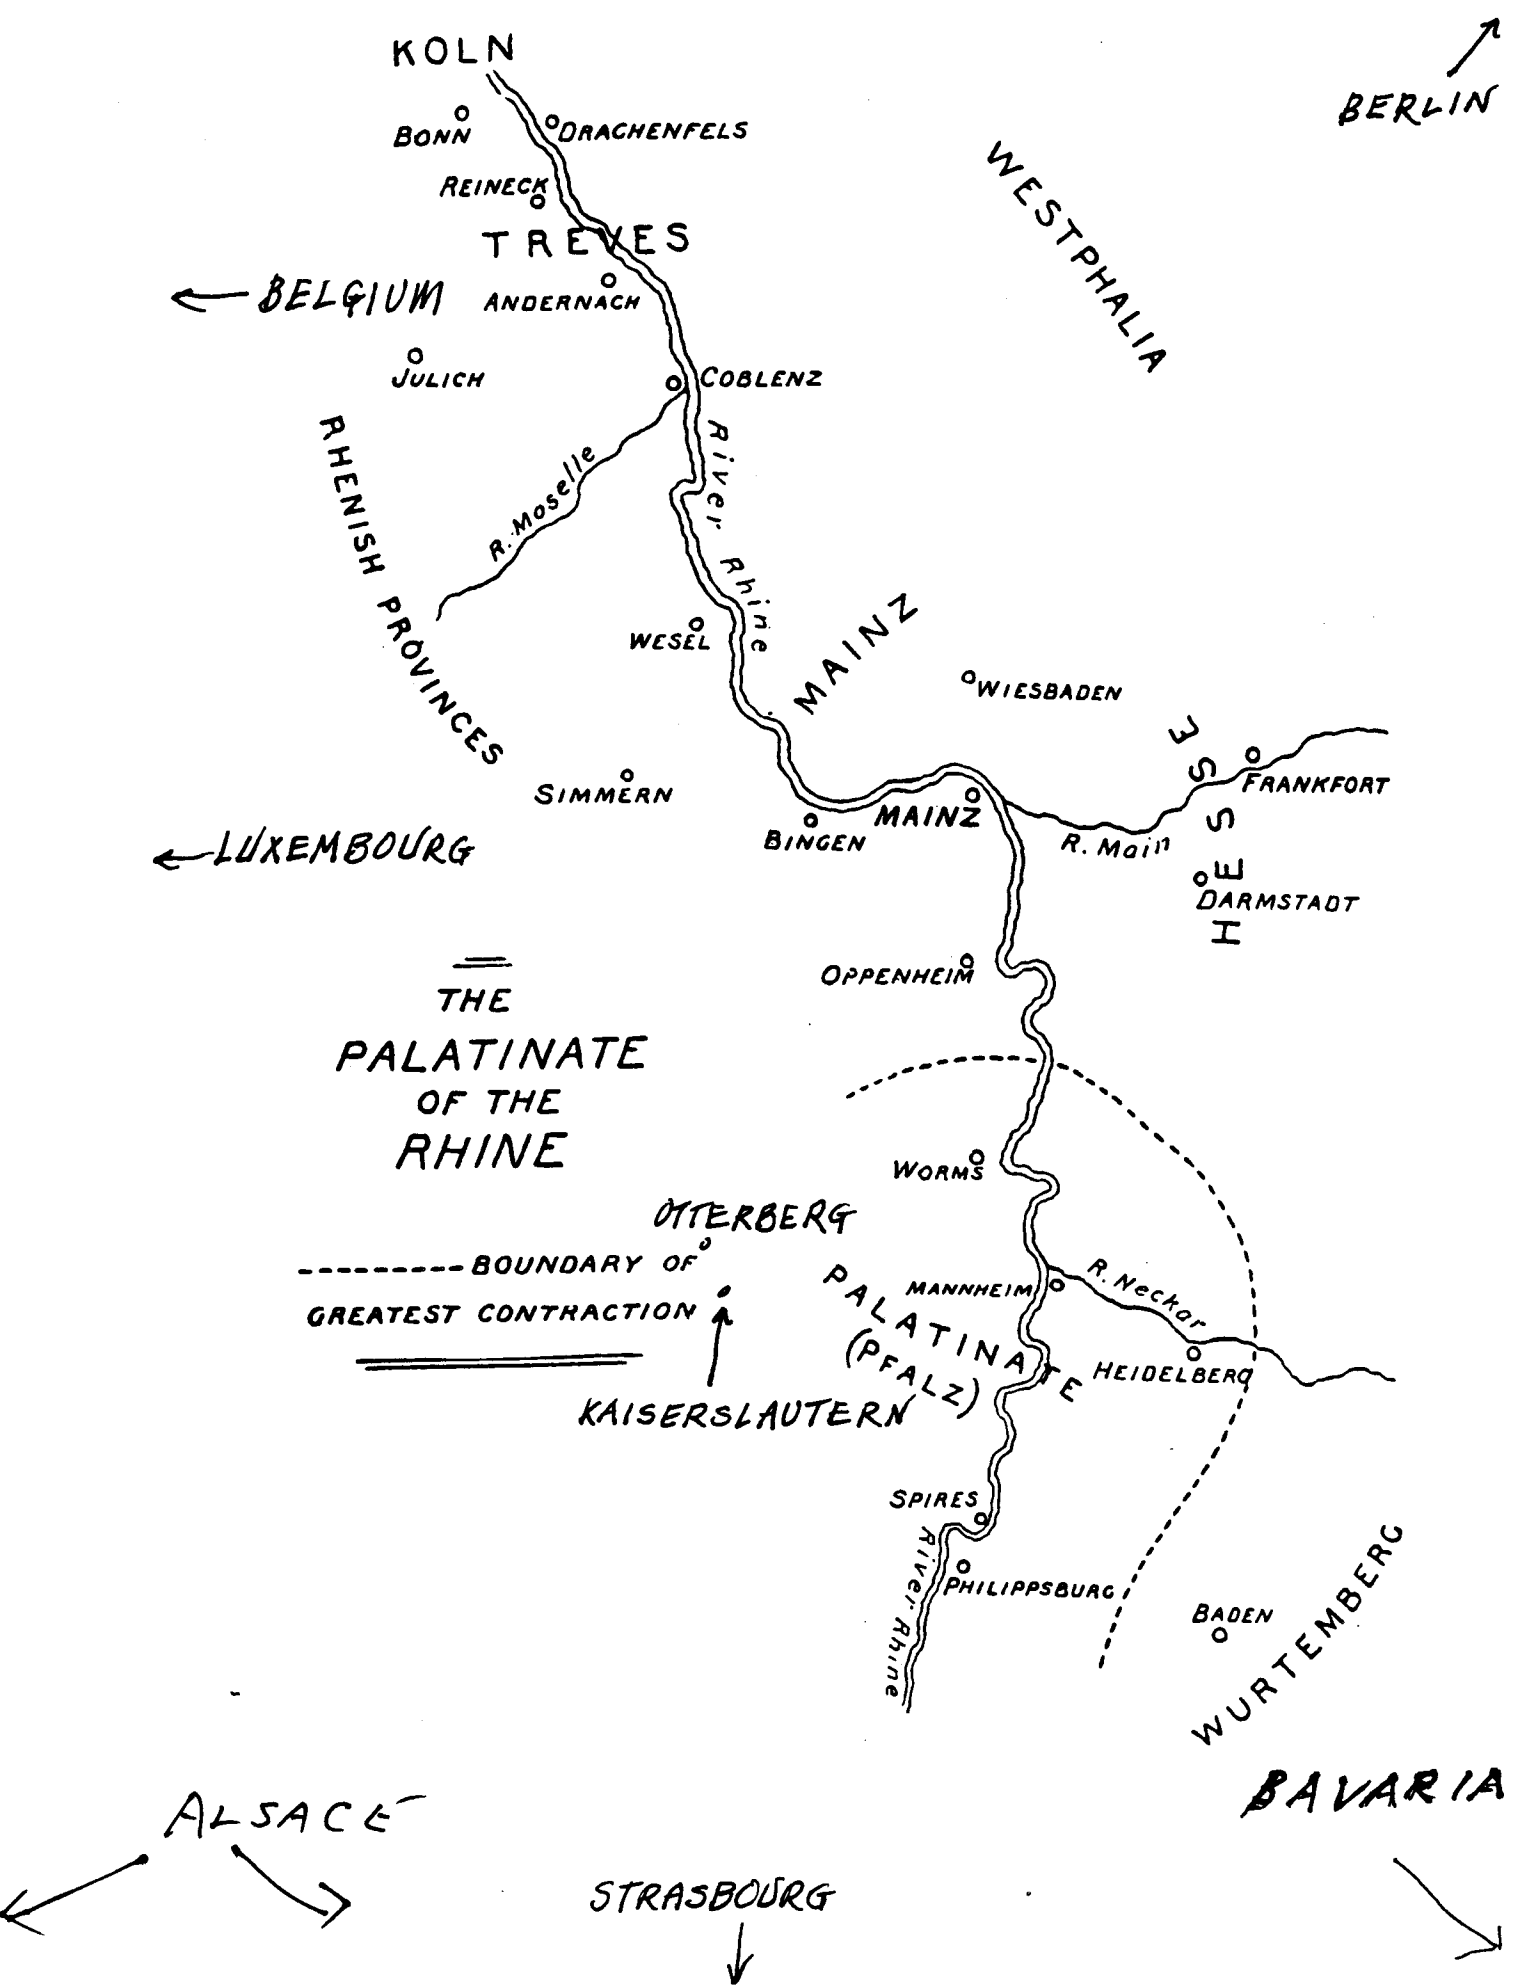 KOLN
BERLIN
BONN
DRACHENFELS
WESTPHALIA
REINECK
TREVES
BELGIUM
ANDERNACH
JULICH
COBLENZ
RHENISH PROVINCES
R. Moselle
River Rhine
WESEL
MAINZ
WIESBADEN
HESSE
SIMMERN
FRANKFORT
MAINZ
BINGEN
R. Main
LUXEMBOURG
DARMSTADT
OPPENHEIM
THE
PALATINATE
OF THE
RHINE
WORMS
OTTERBERG
BOUNDARY OF
GREATEST CONTRACTION
MANNHEIM
R. Neckar
PALATINATE
(PFALZ)
HEIDELBERG
KAISERSLAUTERN
SPIRES
River Rhine
PHILIPPSBURG
BADEN
WURTEMBERG
BAVARIA
ALSACE
STRASBOURG